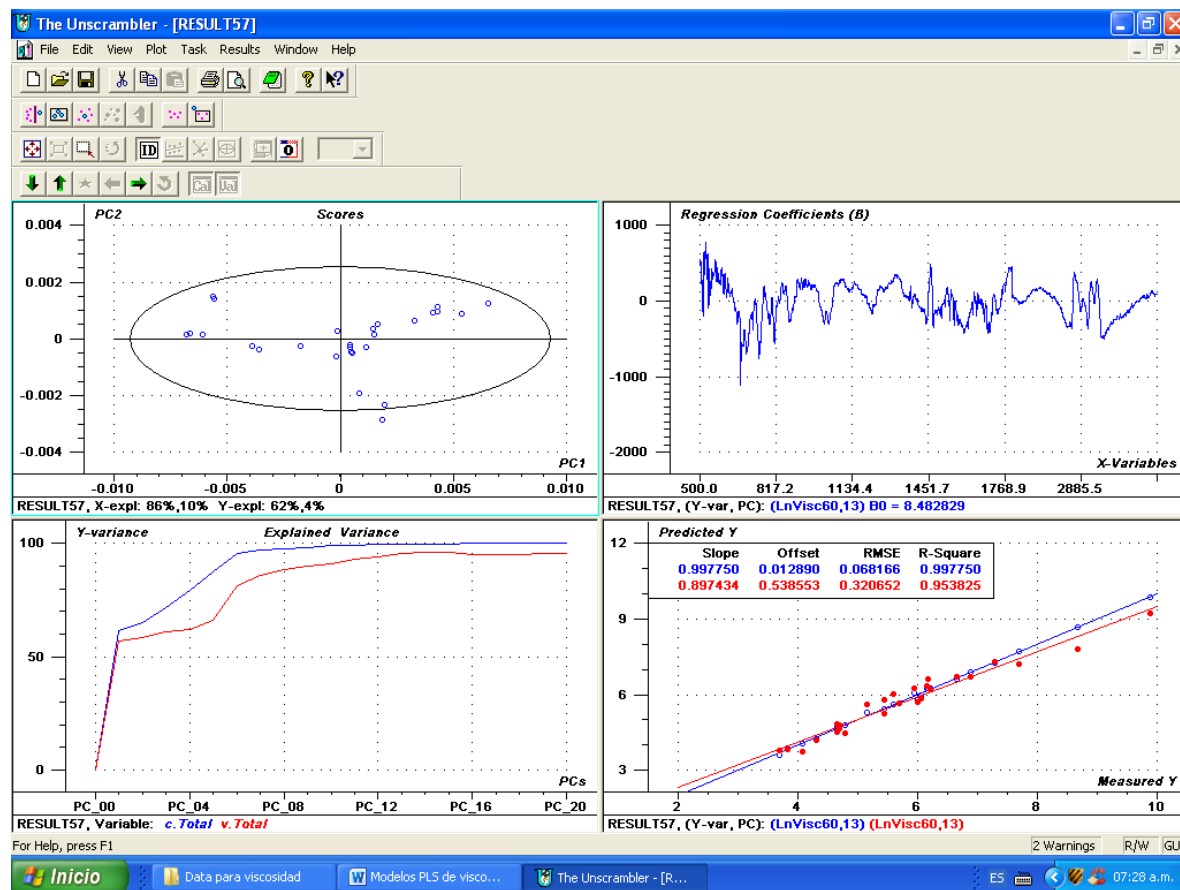 The Unscrambler - [RESULT57]
File Edit View Plot Task Results Window Help
ID
Cal Val
PC2 Scores
0.004
0.002
0
-0.002
-0.004
PC1
-0.010 -0.005 0 0.005 0.010
RESULT57, X-expl: 86%,10% Y-expl: 62%,4%
Regression Coefficients (B)
1000
0
-1000
-2000
X-Variables
500.0 817.2 1134.4 1451.7 1768.9 2885.5
RESULT57, (Y-var, PC): (LnVisc60,13) B0 = 8.482829
Y-variance Explained Variance
100
50
0
PCs
PC_00 PC_04 PC_08 PC_12 PC_16 PC_20
RESULT57, Variable: c.Total v.Total
Predicted Y
12
9
6
3
Slope Offset RMSE R-Square
0.997750 0.012890 0.068166 0.997750
0.897434 0.538553 0.320652 0.953825
Measured Y
2 4 6 8 10
RESULT57, (Y-var, PC): (LnVisc60,13) (LnVisc60,13)
For Help, press F1
2 Warnings R/W GU
Inicio Data para viscosidad Modelos PLS de visco... The Unscrambler - [R... ES 07:28 a.m.